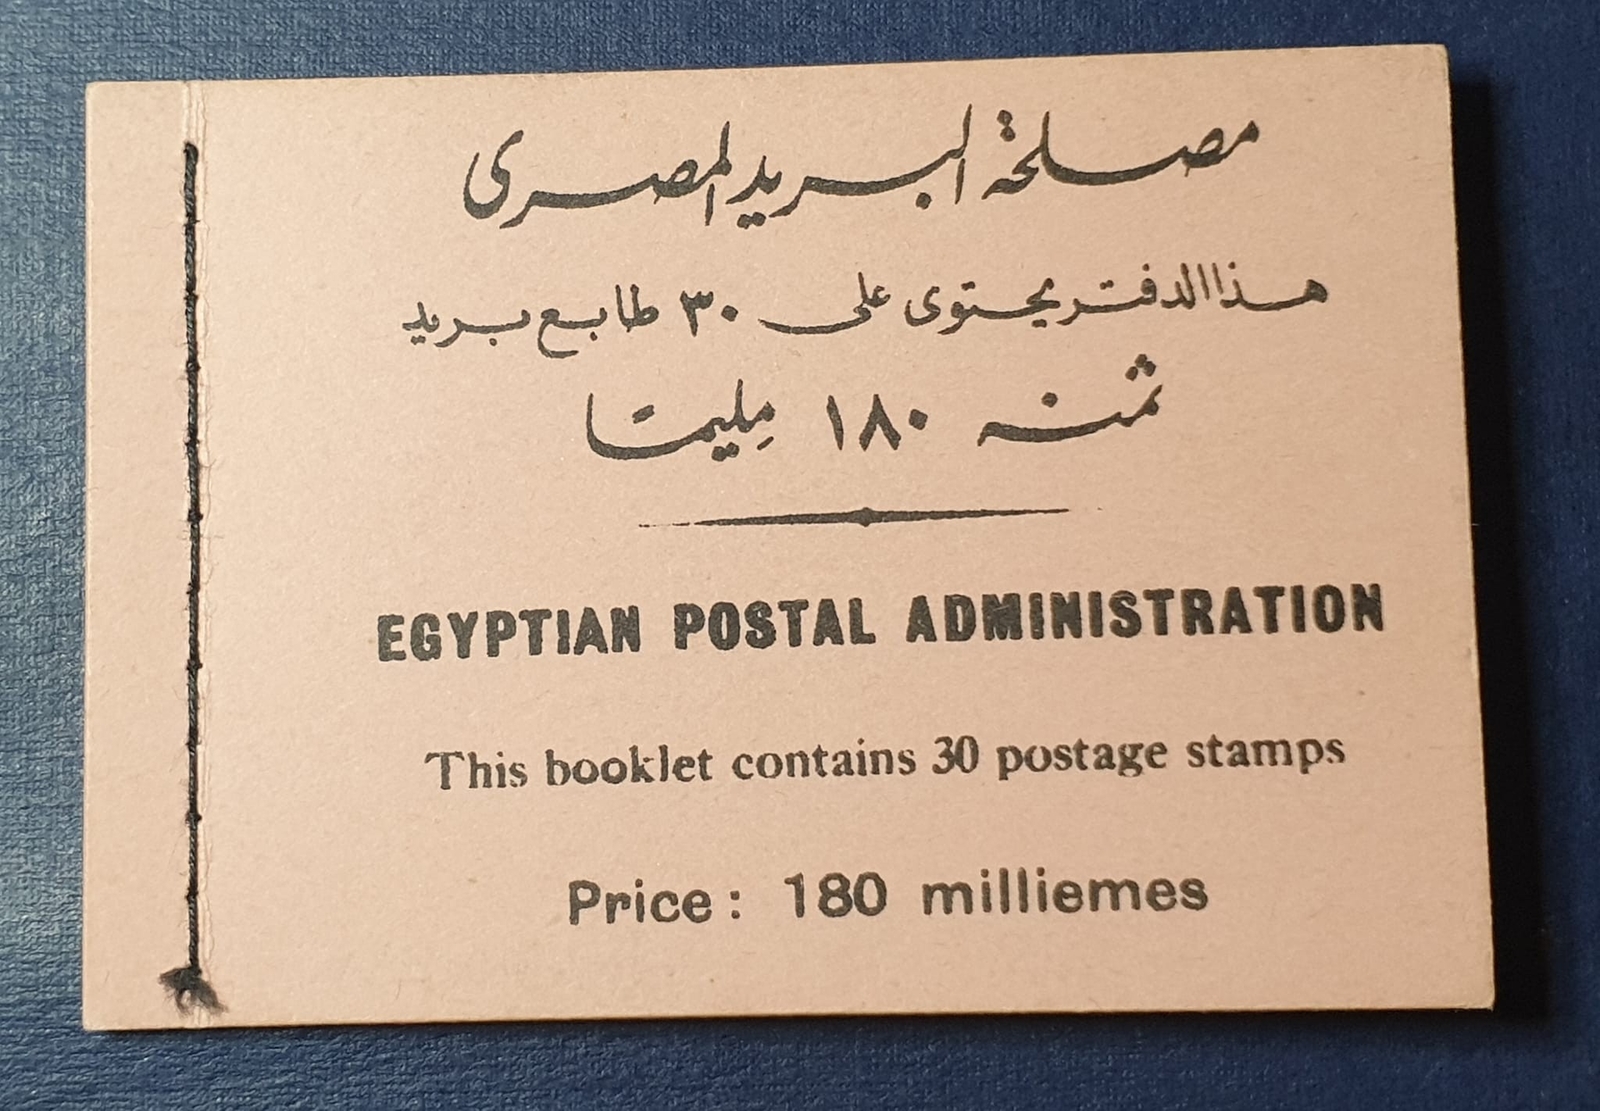 مصلحة البريد المصرى
هذا الدفتر يحتوى على ٣٠ طابع بريد
ثمنه ١٨٠ مليمًا
EGYPTIAN POSTAL ADMINISTRATION
This booklet contains 30 postage stamps
Price: 180 milliemes